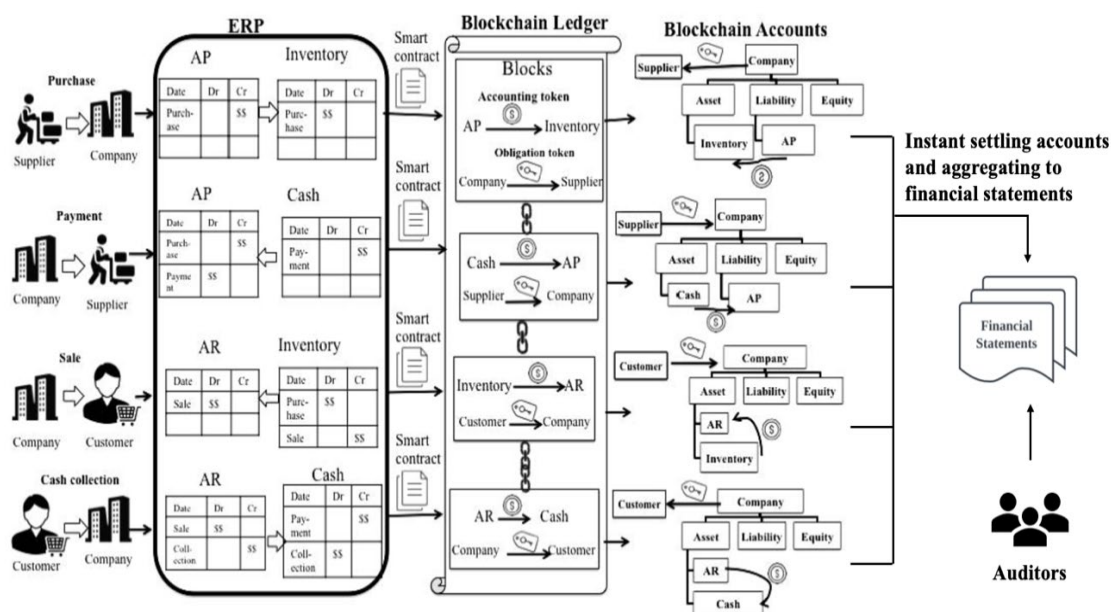 ERP
Blockchain Ledger
Blockchain Accounts
Purchase
Supplier
Company
AP
Date Dr Cr
Purch-
ase
$$
Inventory
Date Dr Cr
Purc-
hase
$$
Smart
contract
Blocks
Accounting token
AP
Inventory
Obligation token
Company
Supplier
Supplier
Company
Asset
Liability
Equity
Inventory
AP
Payment
Company
Supplier
AP
Date Dr Cr
Purch-
ase
$$
Payme
nt
$$
Cash
Date Dr Cr
Pay-
ment
$$
Smart
contract
Cash
AP
Supplier
Company
Supplier
Company
Asset
Liability
Equity
Cash
AP
Sale
Company
Customer
AR
Date Dr Cr
Sale $$
Inventory
Date Dr Cr
Purc-
hase
$$
Sale $$
Smart
contract
Inventory
AR
Customer
Company
Customer
Company
Asset
Liability
Equity
AR
Inventory
Cash collection
Customer
Company
AR
Date Dr Cr
Sale $$
Coll-
ection
$$
Cash
Date Dr Cr
Pay-
ment
$$
Coll-
ection
$$
Smart
contract
AR
Cash
Company
Customer
Customer
Company
Asset
Liability
Equity
AR
Cash
Instant settling accounts
and aggregating to
financial statements
Financial
Statements
Auditors